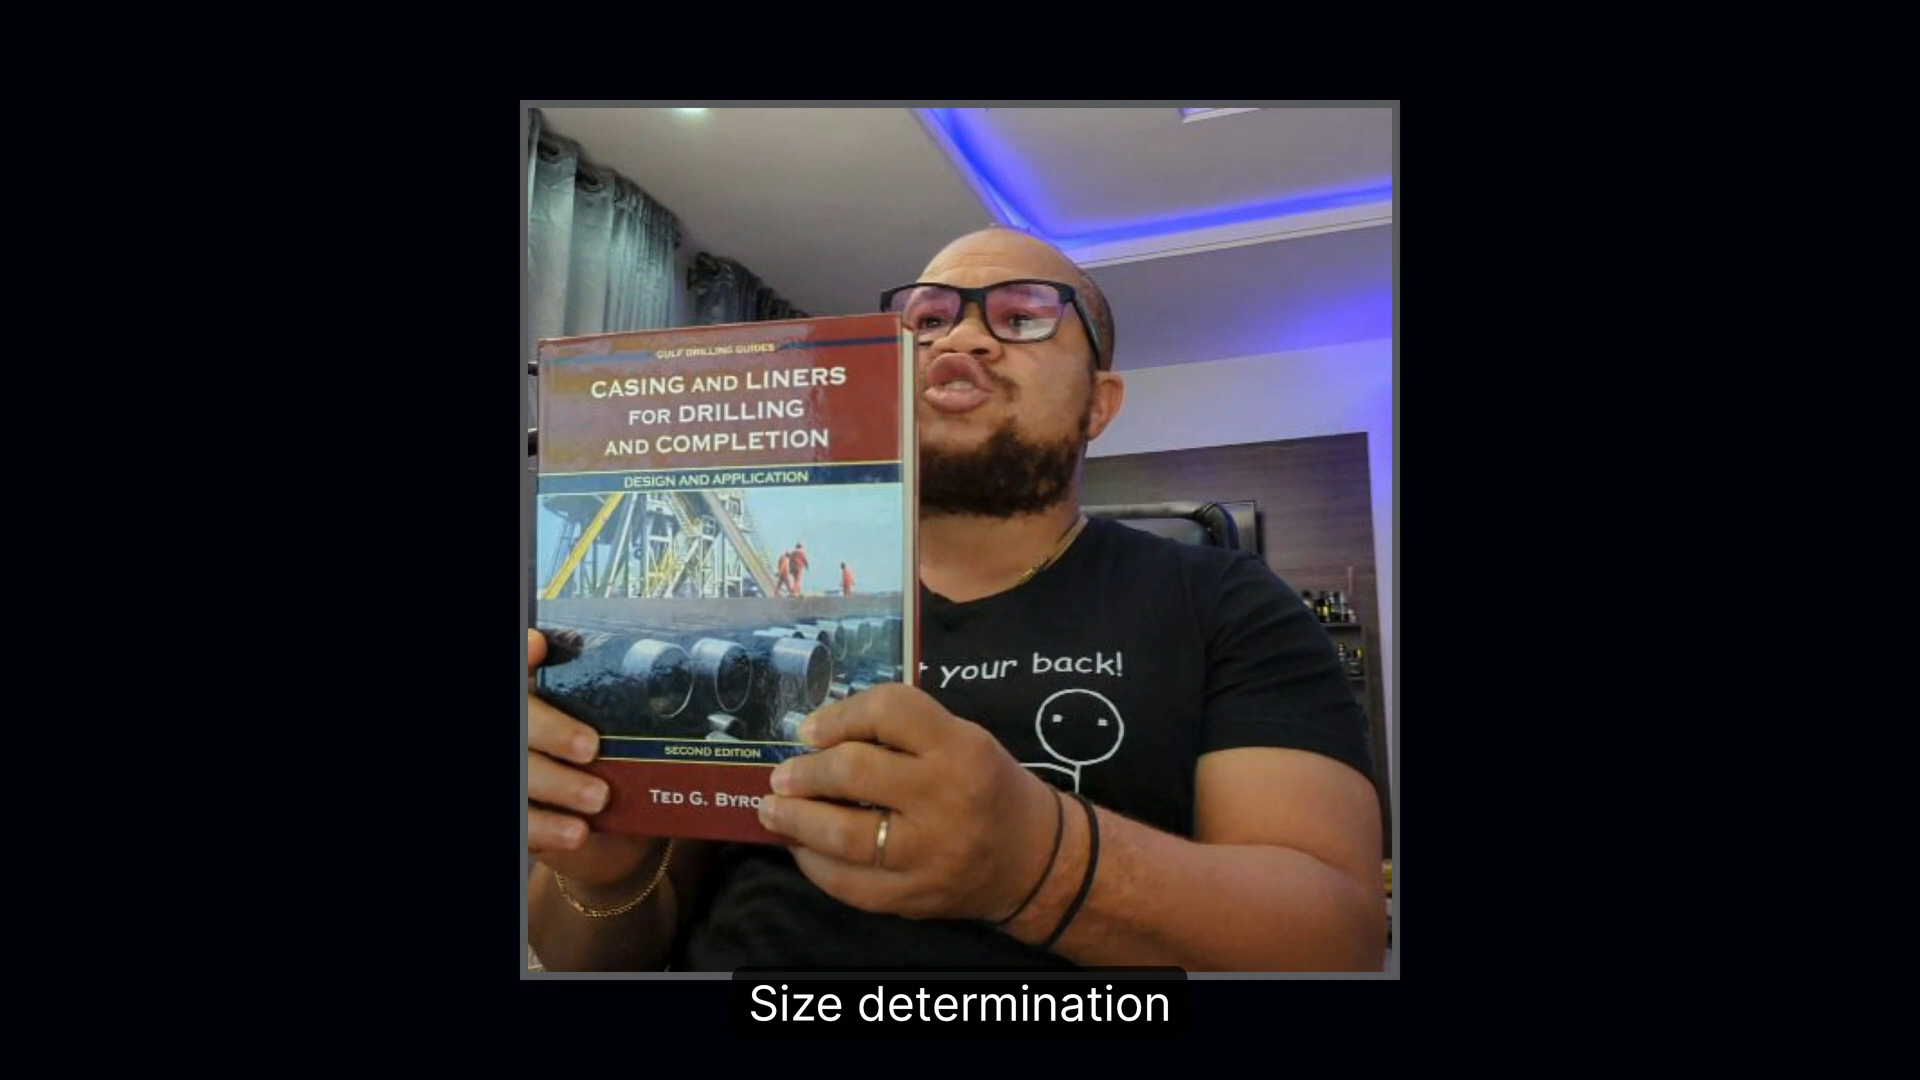 GULF DRILLING GUIDES
CASING AND LINERS
FOR DRILLING
AND COMPLETION
DESIGN AND APPLICATION
SECOND EDITION
TED G.
your back!
Size determination